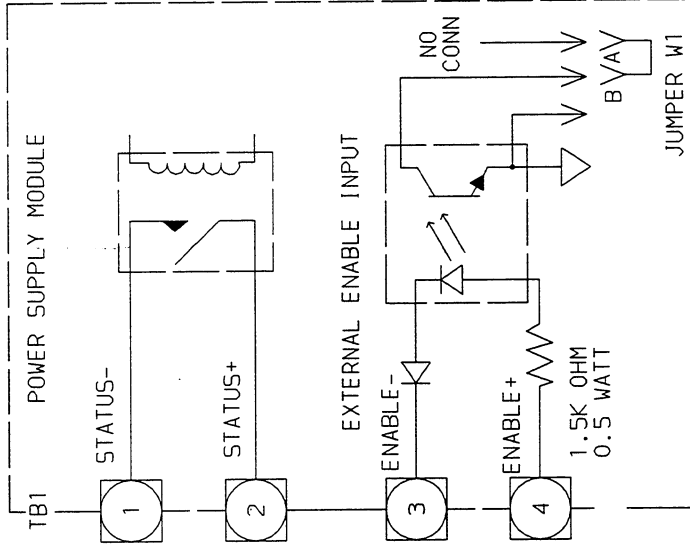 TB1
POWER SUPPLY MODULE
STATUS-
1
STATUS+
2
EXTERNAL ENABLE INPUT
ENABLE-
3
ENABLE+
4
1.5K OHM
0.5 WATT
NO
CONN
B
A
JUMPER W1